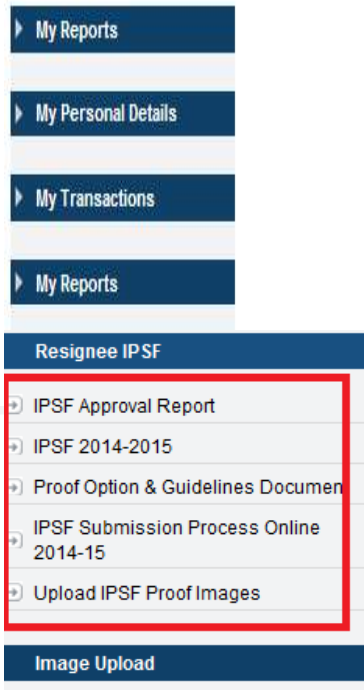 My Reports
My Personal Details
My Transactions
My Reports
Resignee IPSF
IPSF Approval Report
IPSF 2014-2015
Proof Option & Guidelines Documen
IPSF Submission Process Online
2014-15
Upload IPSF Proof Images
Image Upload